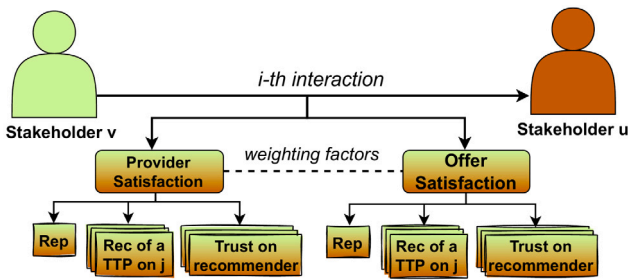 i-th interaction
Stakeholder v
Stakeholder u
Provider
Satisfaction
weighting factors
Offer
Satisfaction
Rep
Rec of a
TTP on j
Trust on
recommender
Rep
Rec of a
TTP on j
Trust on
recommender